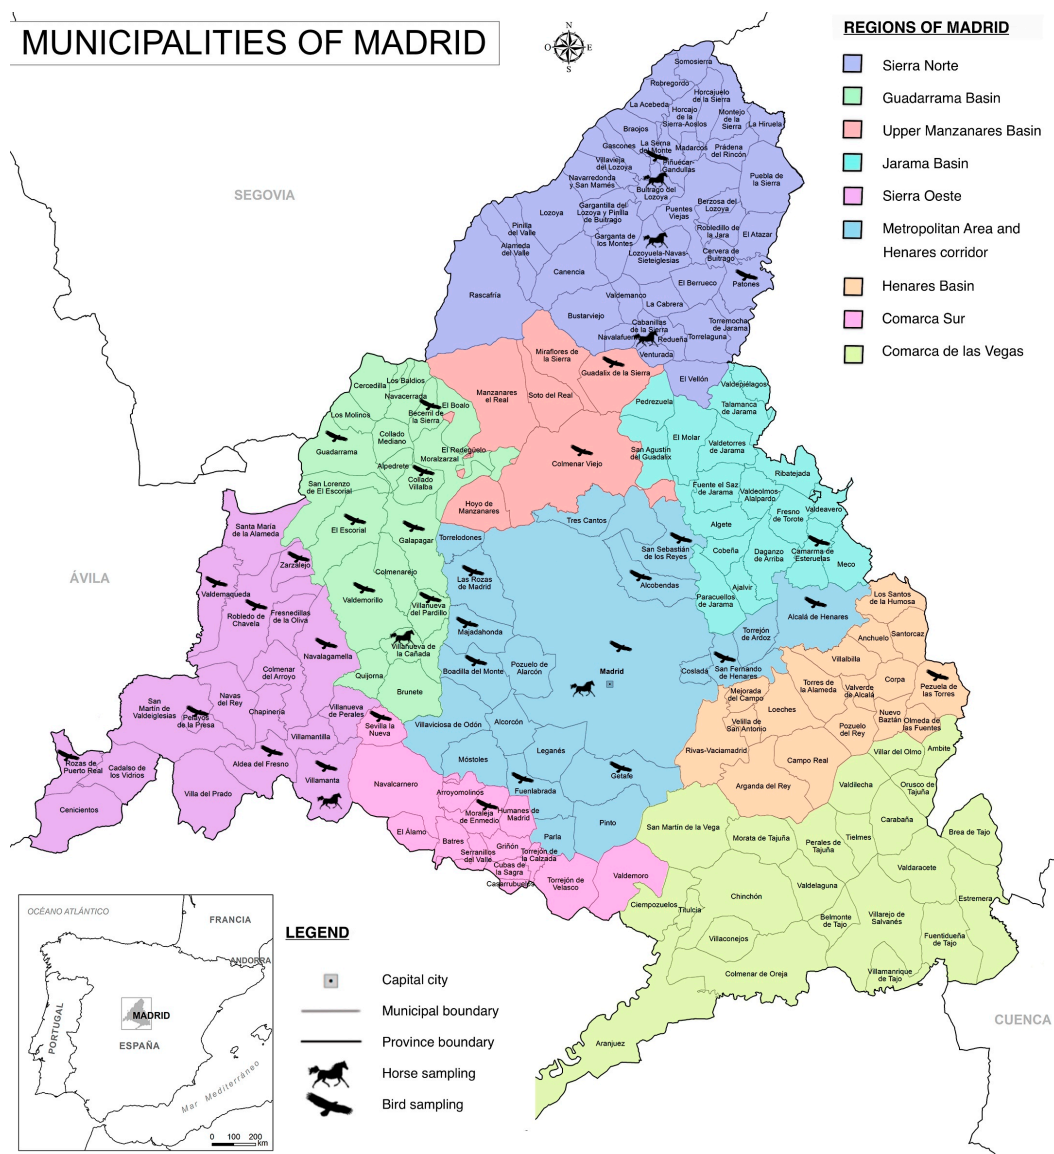 MUNICIPALITIES OF MADRID
N
O
E
S
REGIONS OF MADRID
Sierra Norte
Guadarrama Basin
Upper Manzanares Basin
Jarama Basin
Sierra Oeste
Metropolitan Area and
Henares corridor
Henares Basin
Comarca Sur
Comarca de las Vegas
SEGOVIA
ÁVILA
CUENCA
Somosierra
Robregordo
Horcajuelo
de la Sierra
La Acebeda
Horcajo
de la
Sierra-Aoslos
Montejo
de la
Sierra
La Hiruela
Braojos
Gascones
La Serna
del Monte
Madarcos
Prádena
del Rincón
Villavieja
del Lozoya
Piñuécar-
Gandullas
Navarredonda
y San Mamés
Buitrago del
Lozoya
Puebla de
la Sierra
Gargantilla del
Lozoya y Pinilla
de Buitrago
Puentes
Viejas
Berzosa del
Lozoya
Lozoya
Pinilla
del Valle
Robledillo de
la Jara
El Atazar
Alameda
del Valle
Garganta de
los Montes
Lozoyuela-Navas-
Sieteiglesias
Cervera de
Buitrago
Canencia
El Berrueco
Patones
Rascafría
Valdemanco
La Cabrera
Bustarviejo
Cabanillas
de la Sierra
Torremocha
de Jarama
Navalafuente
Redueña
Torrelaguna
Venturada
El Vellón
Miraflores de
la Sierra
Guadalix de la Sierra
Manzanares
el Real
Soto del Real
Colmenar Viejo
Hoyo de
Manzanares
Cercedilla
Los Baldios
Navacerrada
El Boalo
Becerril de
la Sierra
Los Molinos
Collado
Mediano
Guadarrama
El Redegüelo
Moralzarzal
Alpedrete
Collado
Villalba
San Lorenzo
de El Escorial
El Escorial
Galapagar
Colmenarejo
Valdemorillo
Villanueva
del Pardillo
Villanueva de
la Cañada
Quijorna
Brunete
Pedrezuela
Valdepiélagos
Talamanca
de Jarama
San Agustín
del Guadalix
El Molar
Valdetorres
de Jarama
Ribatejada
Fuente el Saz
de Jarama
Valdeolmos-
Alalpardo
Fresno
de Torote
Valdeavero
Algete
Cobeña
Daganzo
de Arriba
Camarma de
Esteruelas
Meco
Ajalvir
Paracuellos
de Jarama
Santa María
de la Alameda
Zarzalejo
Valdemaqueda
Robledo de
Chavela
Fresnedillas
de la Oliva
Navalagamella
Colmenar
del Arroyo
San
Martín de
Valdeiglesias
Navas
del Rey
Pelayos
de la Presa
Chapinería
Villanueva
de Perales
Villamantilla
Rozas de
Puerto Real
Cadalso de
los Vidrios
Aldea del Fresno
Villamanta
Villa del Prado
Cenicientos
Tres Cantos
Torrelodones
San Sebastián
de los Reyes
Las Rozas
de Madrid
Alcobendas
Majadahonda
Alcalá de Henares
Torrejón
de Ardoz
Boadilla del Monte
Pozuelo de
Alarcón
Madrid
Coslada
San Fernando
de Henares
Villaviciosa de Odón
Alcorcón
Leganés
Móstoles
Getafe
Fuenlabrada
Pinto
Parla
Los Santos
de la Humosa
Anchuelo
Santorcaz
Villalbilla
Corpa
Pezuela de
las Torres
Torres de
la Alameda
Valverde
de Alcalá
Mejorada
del Campo
Loeches
Nuevo
Baztán
Olmeda de
las Fuentes
Velilla de
San Antonio
Pozuelo
del Rey
Rivas-Vaciamadrid
Campo Real
Arganda del Rey
Sevilla la
Nueva
Navalcarnero
Arroyomolinos
Moraleja
de Enmedio
Humanes de
Madrid
El Álamo
Batres
Griñón
Serranillos
del Valle
Torrejón de
la Calzada
Cubas de
la Sagra
Casarrubuelos
Torrejón de
Velasco
Valdemoro
Villar del Olmo
Ambite
Valdilecha
Orusco de
Tajuña
Carabaña
Brea de Tajo
San Martín de la Vega
Morata de Tajuña
Perales de
Tajuña
Tielmes
Valdaracete
Chinchón
Valdelaguna
Estremera
Ciempozuelos
Titulcia
Belmonte
de Tajo
Villarejo de
Salvanés
Villaconejos
Fuentidueña
de Tajo
Colmenar de Oreja
Villamanrique
de Tajo
Aranjuez
OCÉANO ATLÁNTICO
FRANCIA
ANDORRA
PORTUGAL
MADRID
ESPAÑA
Mar Mediterráneo
0 100 200
km
LEGEND
Capital city
Municipal boundary
Province boundary
Horse sampling
Bird sampling